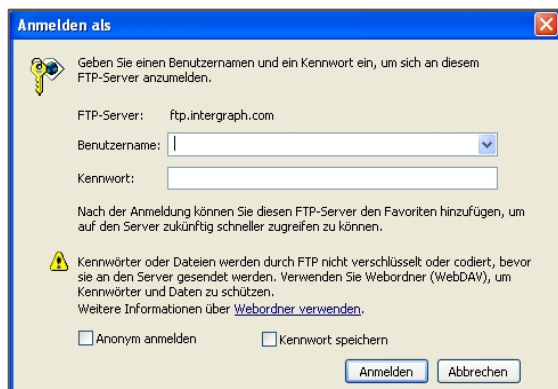 Anmelden als
Geben Sie einen Benutzernamen und ein Kennwort ein, um sich an diesem
FTP-Server anzumelden.
FTP-Server: ftp.intergraph.com
Benutzername:
Kennwort:
Nach der Anmeldung können Sie diesen FTP-Server den Favoriten hinzufügen, um
auf den Server zukünftig schneller zugreifen zu können.
Kennwörter oder Dateien werden durch FTP nicht verschlüsselt oder codiert, bevor
sie an den Server gesendet werden. Verwenden Sie Webordner (WebDAV), um
Kennwörter und Daten zu schützen.
Weitere Informationen über Webordner verwenden.
Anonym anmelden Kennwort speichern
Anmelden Abbrechen